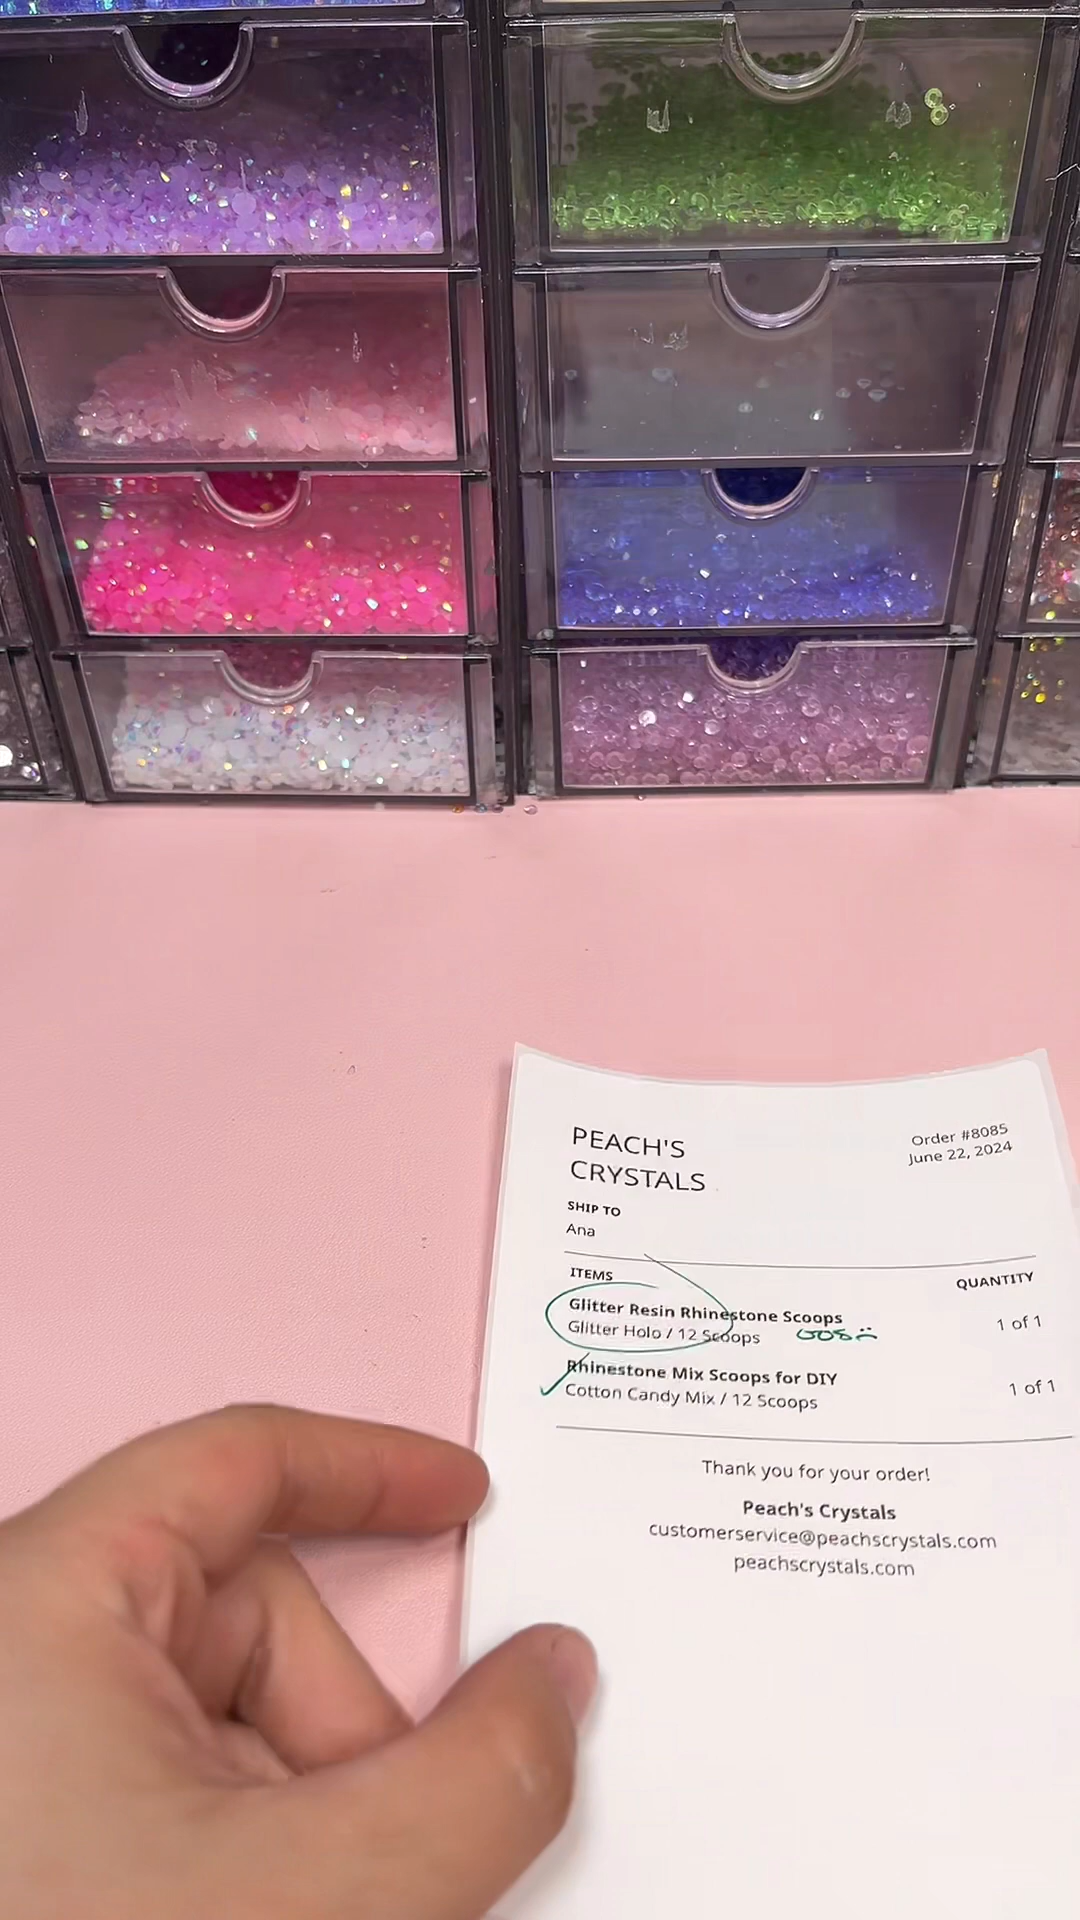 PEACH'S
CRYSTALS
Order #8085
June 22, 2024
SHIP TO
Ana
ITEMS
QUANTITY
Glitter Resin Rhinestone Scoops
1 of 1
Glitter Holo / 12 Scoops
OOS
Rhinestone Mix Scoops for DIY
1 of 1
Cotton Candy Mix / 12 Scoops
Thank you for your order!
Peach's Crystals
customerservice@peachscrystals.com
peachscrystals.com